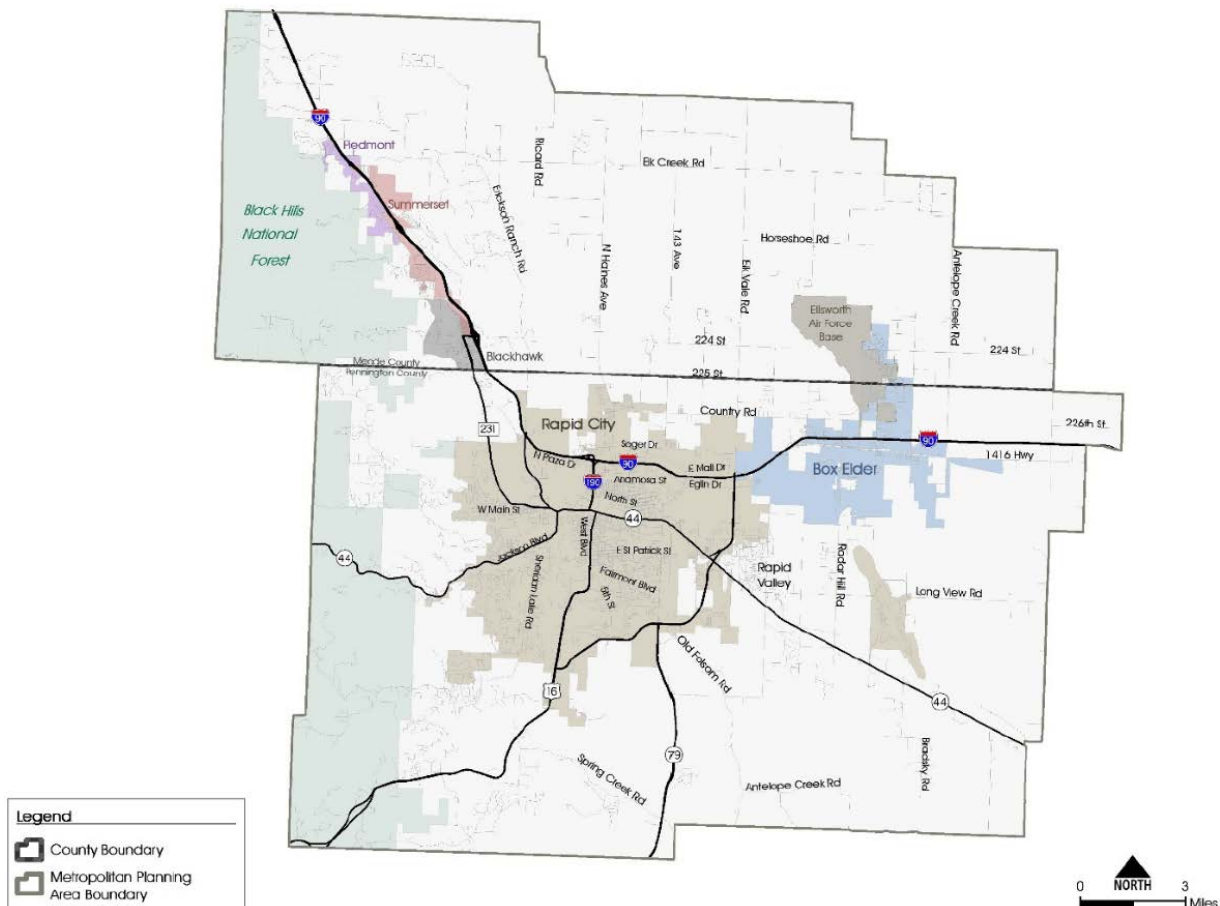 90
Piedmont
Summerset
Black Hills
National
Forest
Ricard Rd
Elk Creek Rd
Erickson Ranch Rd
Horseshoe Rd
N Haines Ave
143 Ave
Elk Vale Rd
Antelope Creek Rd
Ellsworth
Air Force
Base
224 St
224 St
Blackhawk
Meade County
Pennington County
225 St
Country Rd
226th St.
Rapid City
231
Seger Dr
90
1416 Hwy
N Plaza Dr
90
E Mall Dr
Box Elder
190
Anamosa St
Eglin Dr
North St
W Main St
44
West Blvd
Jackson Blvd
44
E St Patrick St
Sheridan Lake Rd
Fairmont Blvd
5th St
Rapid
Valley
Radar Hill Rd
Long View Rd
Old Folsom Rd
16
44
79
Spring Creek Rd
Antelope Creek Rd
Bradsky Rd
Legend
County Boundary
Metropolitan Planning
Area Boundary
NORTH
0 3
Miles